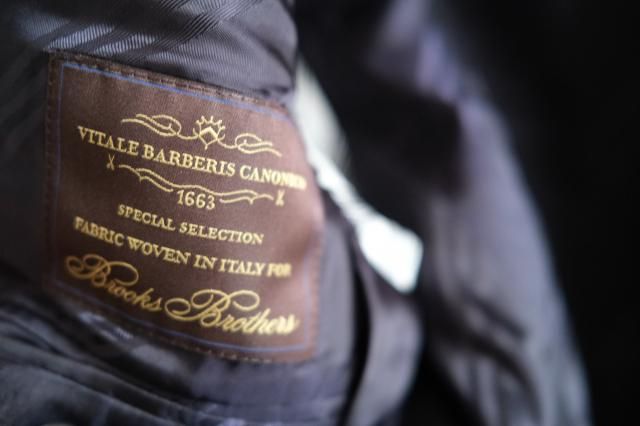 VITALE BARBERIS CANONICO
1663
SPECIAL SELECTION
FABRIC WOVEN IN ITALY FOR
Brooks Brothers